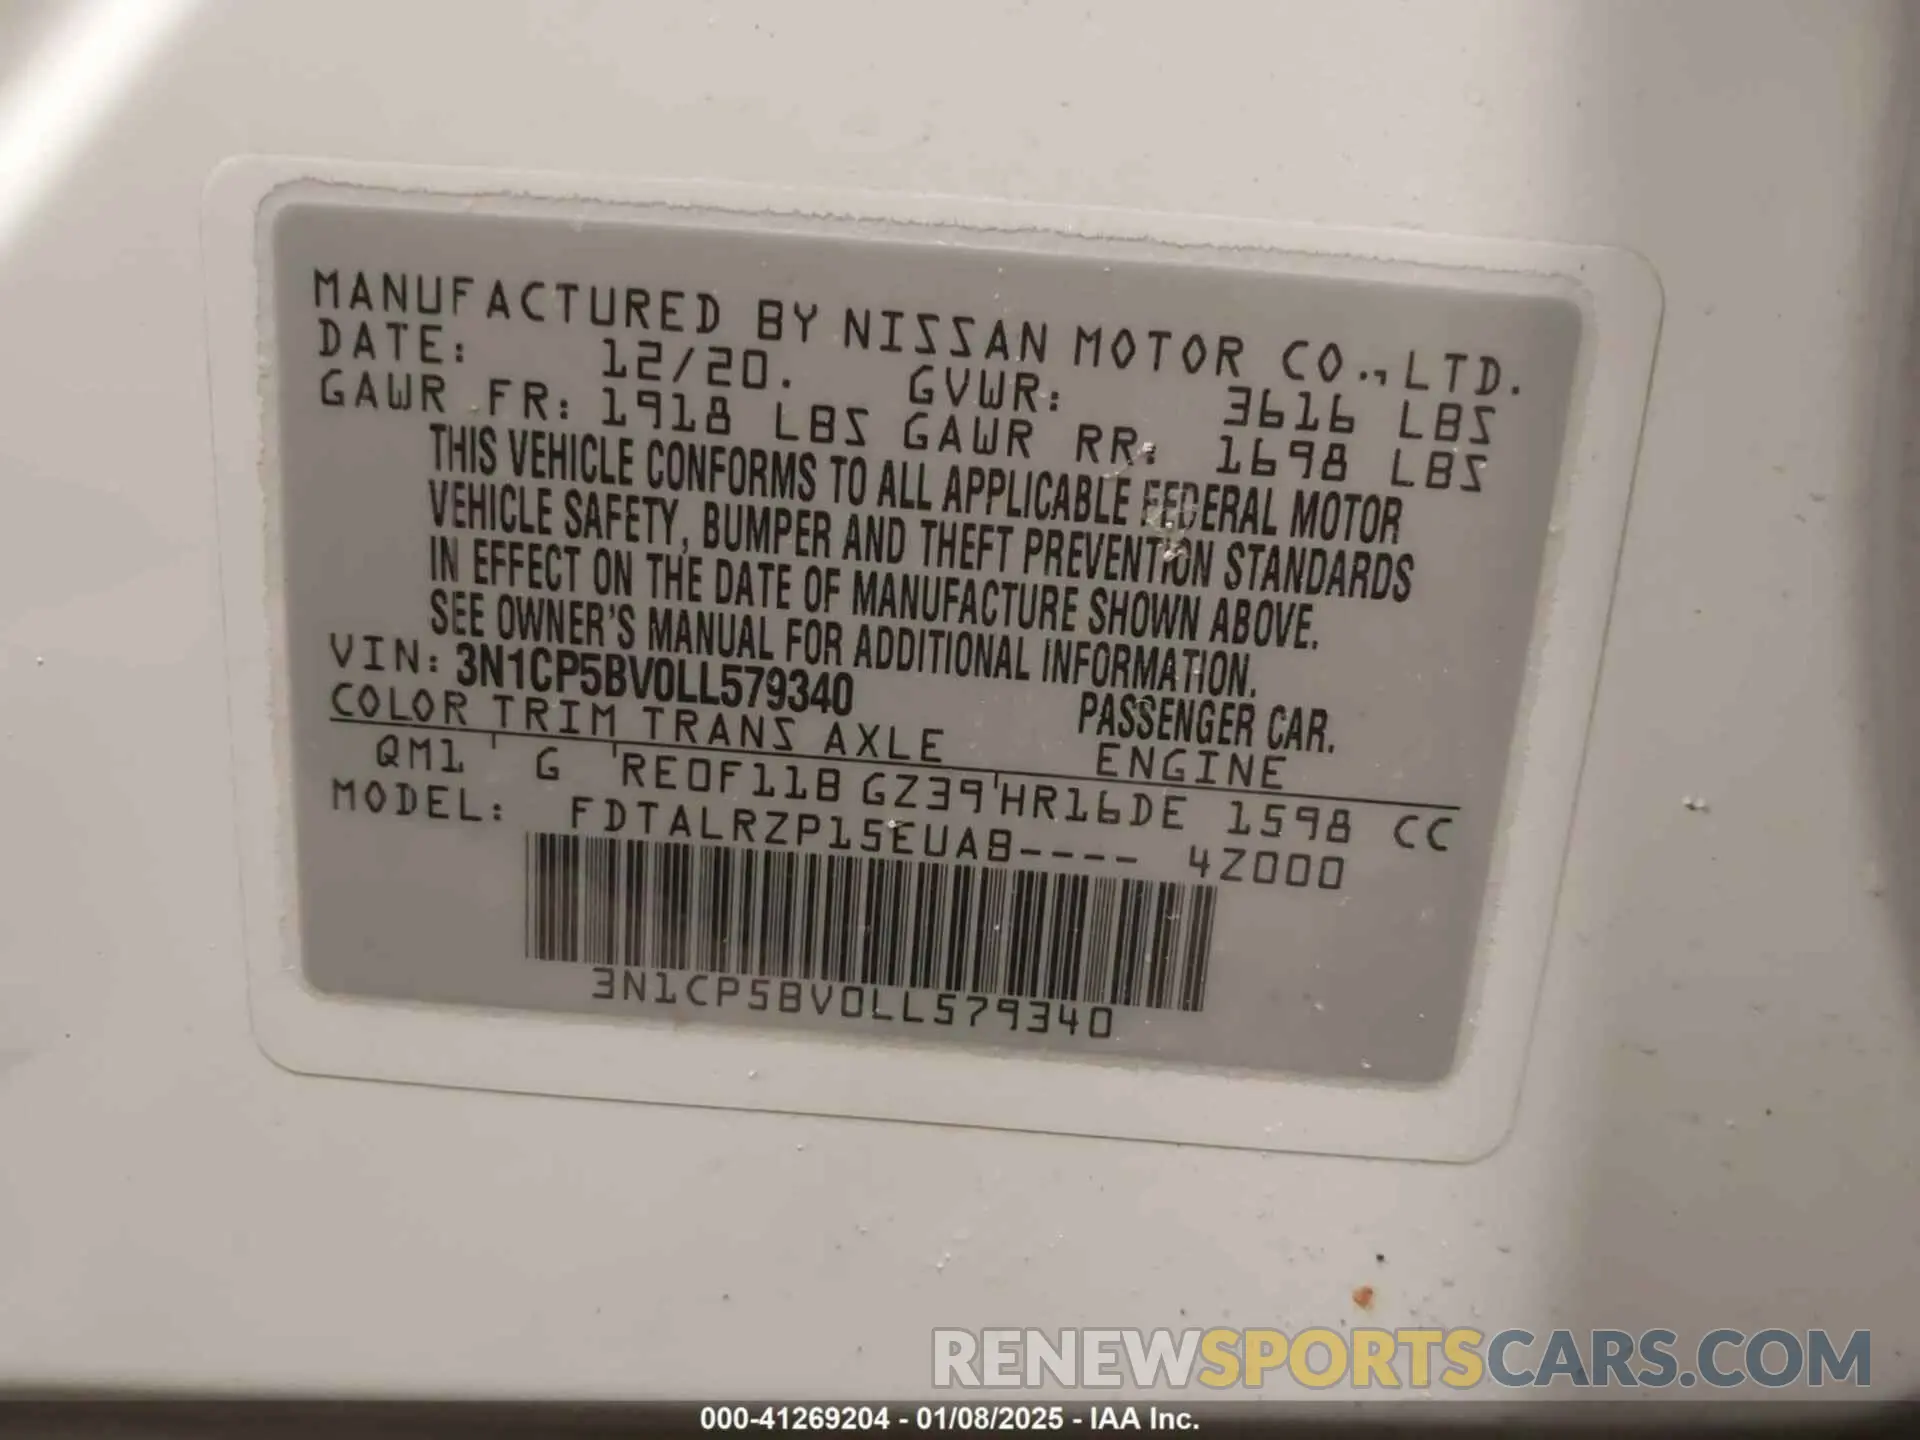 MANUFACTURED BY NISSAN MOTOR CO.,LTD.
DATE: 12/20. GVWR: 3616 LBS
GAWR FR: 1918 LBS GAWR RR: 1698 LBS
THIS VEHICLE CONFORMS TO ALL APPLICABLE FEDERAL MOTOR
VEHICLE SAFETY, BUMPER AND THEFT PREVENTION STANDARDS
IN EFFECT ON THE DATE OF MANUFACTURE SHOWN ABOVE.
SEE OWNER'S MANUAL FOR ADDITIONAL INFORMATION.
VIN: 3N1CP5BV0LL579340 PASSENGER CAR.
COLOR TRIM TRANS AXLE ENGINE
QM1 G RE0F11B GZ39 HR16DE 1598 CC
MODEL: FDTALRZP15EUAB---- 4Z000
3N1CP5BV0LL579340
RENEWSPORTSCARS.COM
000-41269204 - 01/08/2025 - IAA Inc.